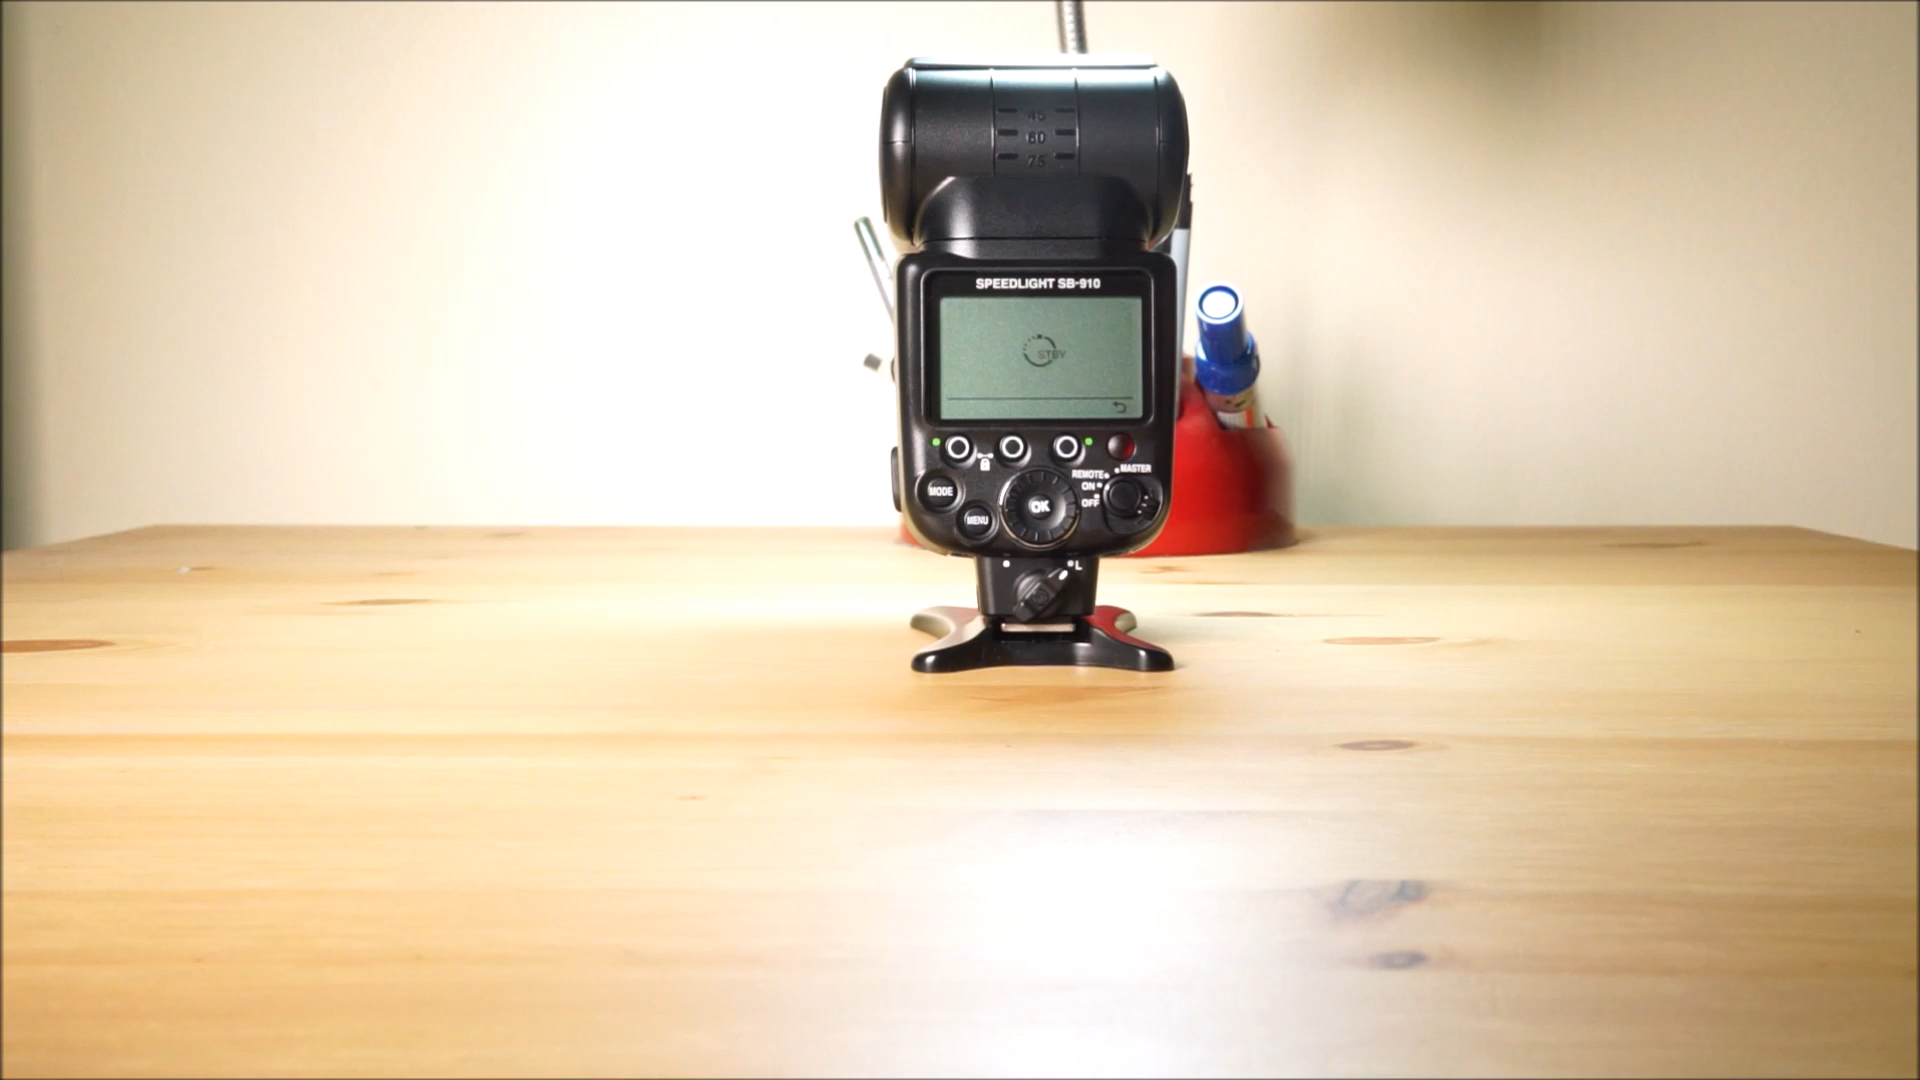 45
60
75
SPEEDLIGHT SB-910
STBY
REMOTE MASTER
ON
OFF
MODE
OK
MENU
L